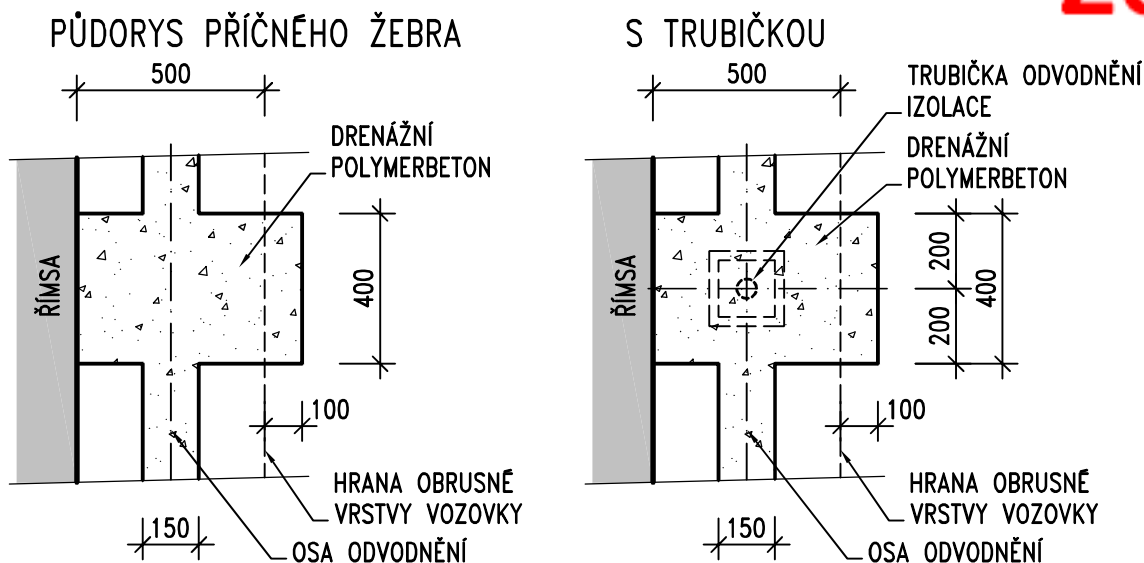 PŮDORYS PŘÍČNÉHO ŽEBRA
500
DRENÁŽNÍ
POLYMERBETON
ŘÍMSA
400
100
HRANA OBRUSNÉ
VRSTVY VOZOVKY
150
OSA ODVODNĚNÍ
S TRUBIČKOU
500
TRUBIČKA ODVODNĚNÍ
IZOLACE
DRENÁŽNÍ
POLYMERBETON
ŘÍMSA
200
200
400
100
HRANA OBRUSNÉ
VRSTVY VOZOVKY
150
OSA ODVODNĚNÍ